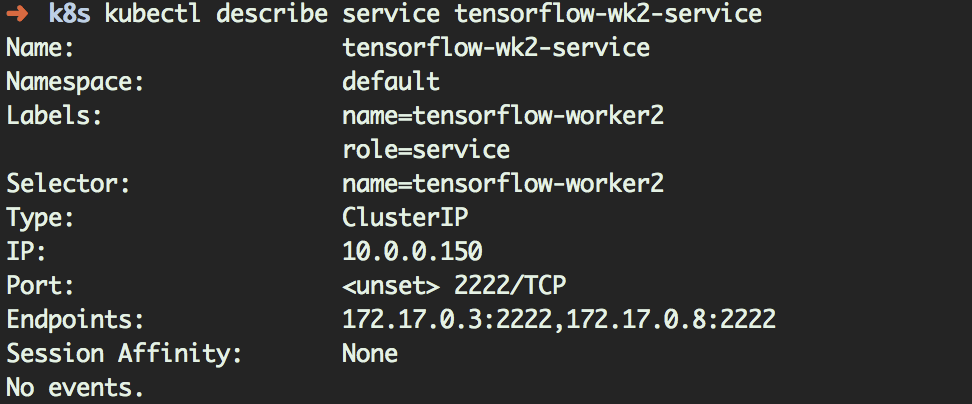 ➜ k8s kubectl describe service tensorflow-wk2-service
Name: tensorflow-wk2-service
Namespace: default
Labels: name=tensorflow-worker2
role=service
Selector: name=tensorflow-worker2
Type: ClusterIP
IP: 10.0.0.150
Port: <unset> 2222/TCP
Endpoints: 172.17.0.3:2222,172.17.0.8:2222
Session Affinity: None
No events.